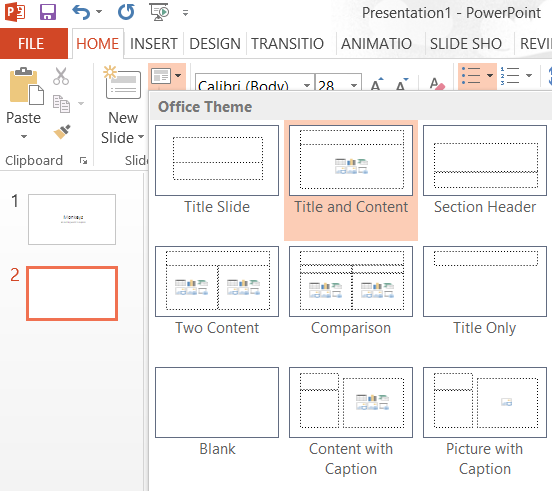 Presentation1 - PowerPoint
FILE HOME INSERT DESIGN TRANSITIO ANIMATIO SLIDE SHO REVIE
Calibri (Body) 28
Paste New
Slide Slid
Clipboard
Office Theme
Title Slide Title and Content Section Header
Two Content Comparison Title Only
Blank Content with Picture with
Caption Caption
1
2